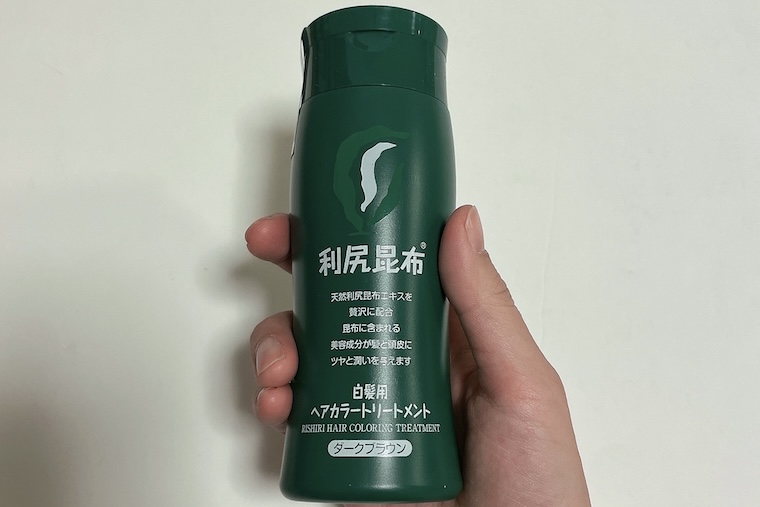 利尻昆布®
天然利尻昆布エキスを
贅沢に配合
昆布に含まれる
美容成分が髪と頭皮に
ツヤと潤いを与えます
白髪用
ヘアカラートリートメント
RISHIRI HAIR COLORING TREATMENT
ダークブラウン